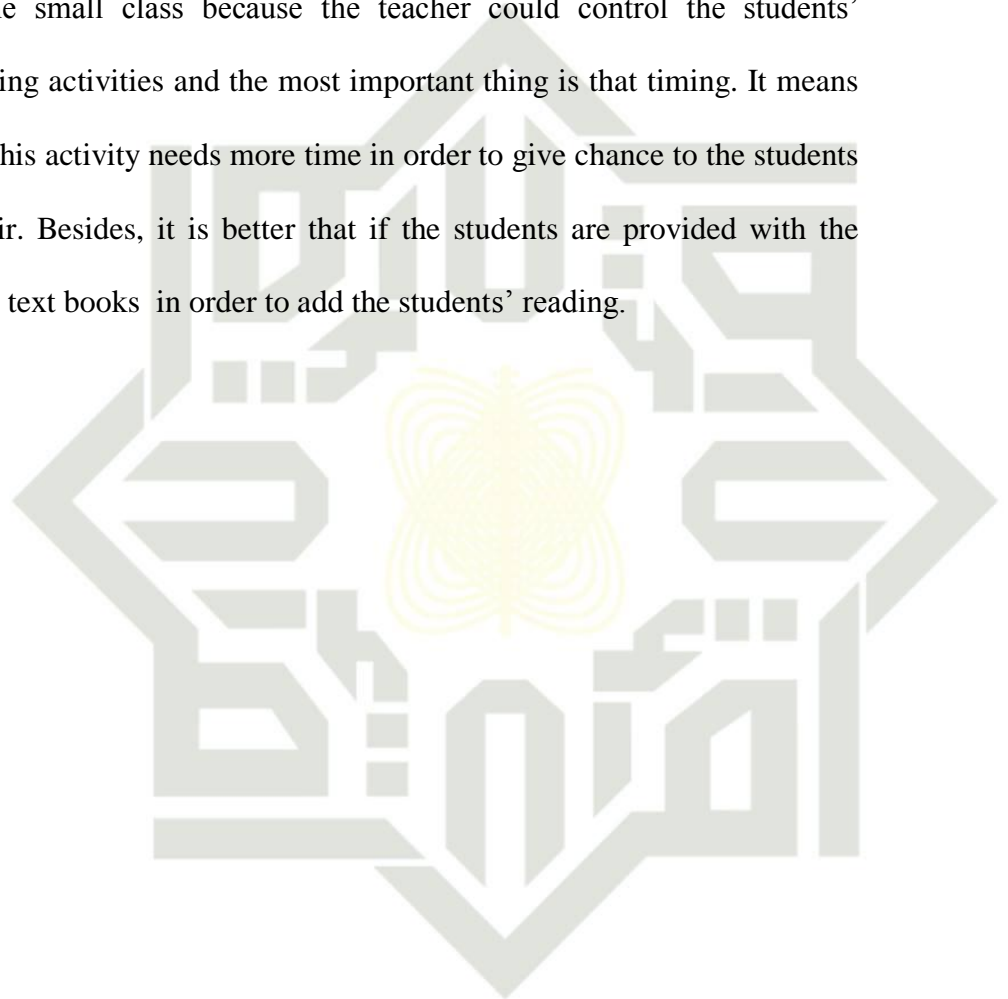 small class because the teacher could control the students’
activities and the most important thing is that timing. It means
his activity needs more time in order to give chance to the students
Besides, it is better that if the students are provided with the
text books in order to add the students’ reading.